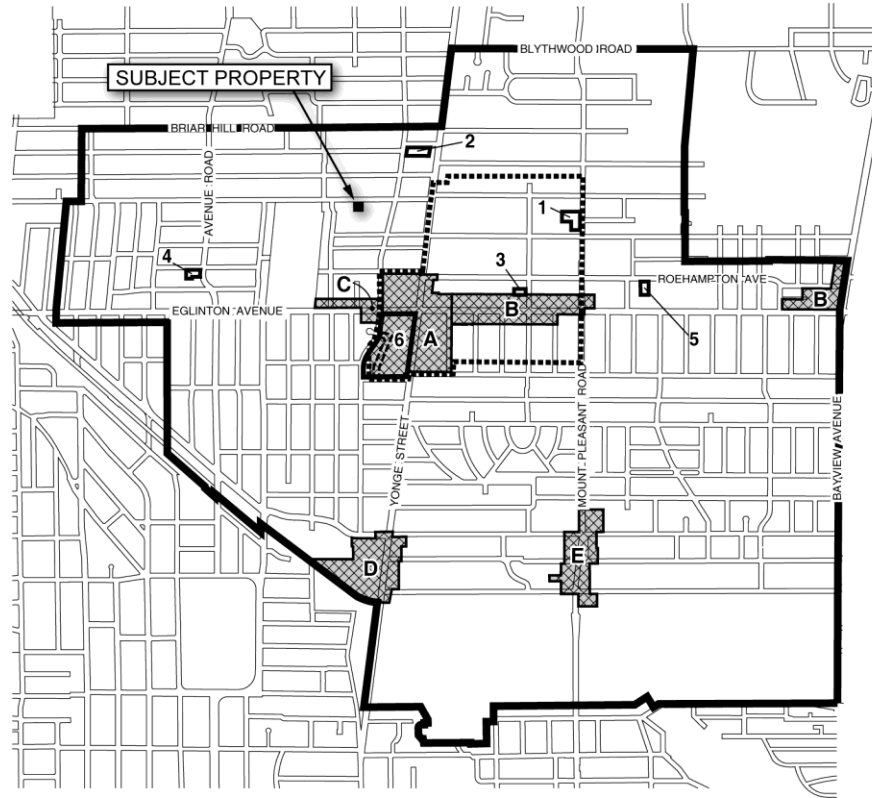 BLYTHWOOD ROAD
SUBJECT PROPERTY
BRIAR HILL ROAD
2
AVENUE ROAD
1
4
3
C
ROEHAMPTON AVE
EGLINTON AVENUE
B
B
6
A
5
MOUNT PLEASANT ROAD
BAYVIEW AVENUE
YONGE STREET
D
E